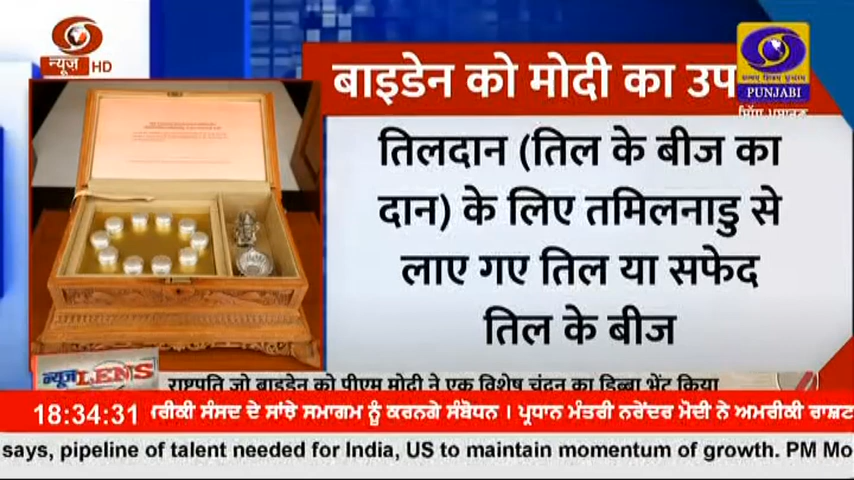 न्यूज़ HD
बाइडेन को मोदी का
PUNJABI
तिलदान (तिल के बीज का
दान) के लिए तमिलनाडु से
लाए गए तिल या सफेद
तिल के बीज
न्यूज़ LENS
राष्ट्रपति जो बाइडेन को पीएम मोदी ने एक विशेष चंदन का डिब्बा भेंट किया
18:34:31 ਸੰਸਦ ਦੇ ਸਾਂਝੇ ਸਮਾਗਮ ਨੂੰ ਕਰਨਗੇ ਸੰਬੋਧਨ । ਪ੍ਰਧਾਨ ਮੰਤਰੀ ਨਰੇਂਦਰ ਮੋਦੀ ਨੇ ਅਮਰੀਕੀ
says, pipeline of talent needed for India, US to maintain momentum of growth. PM Mo